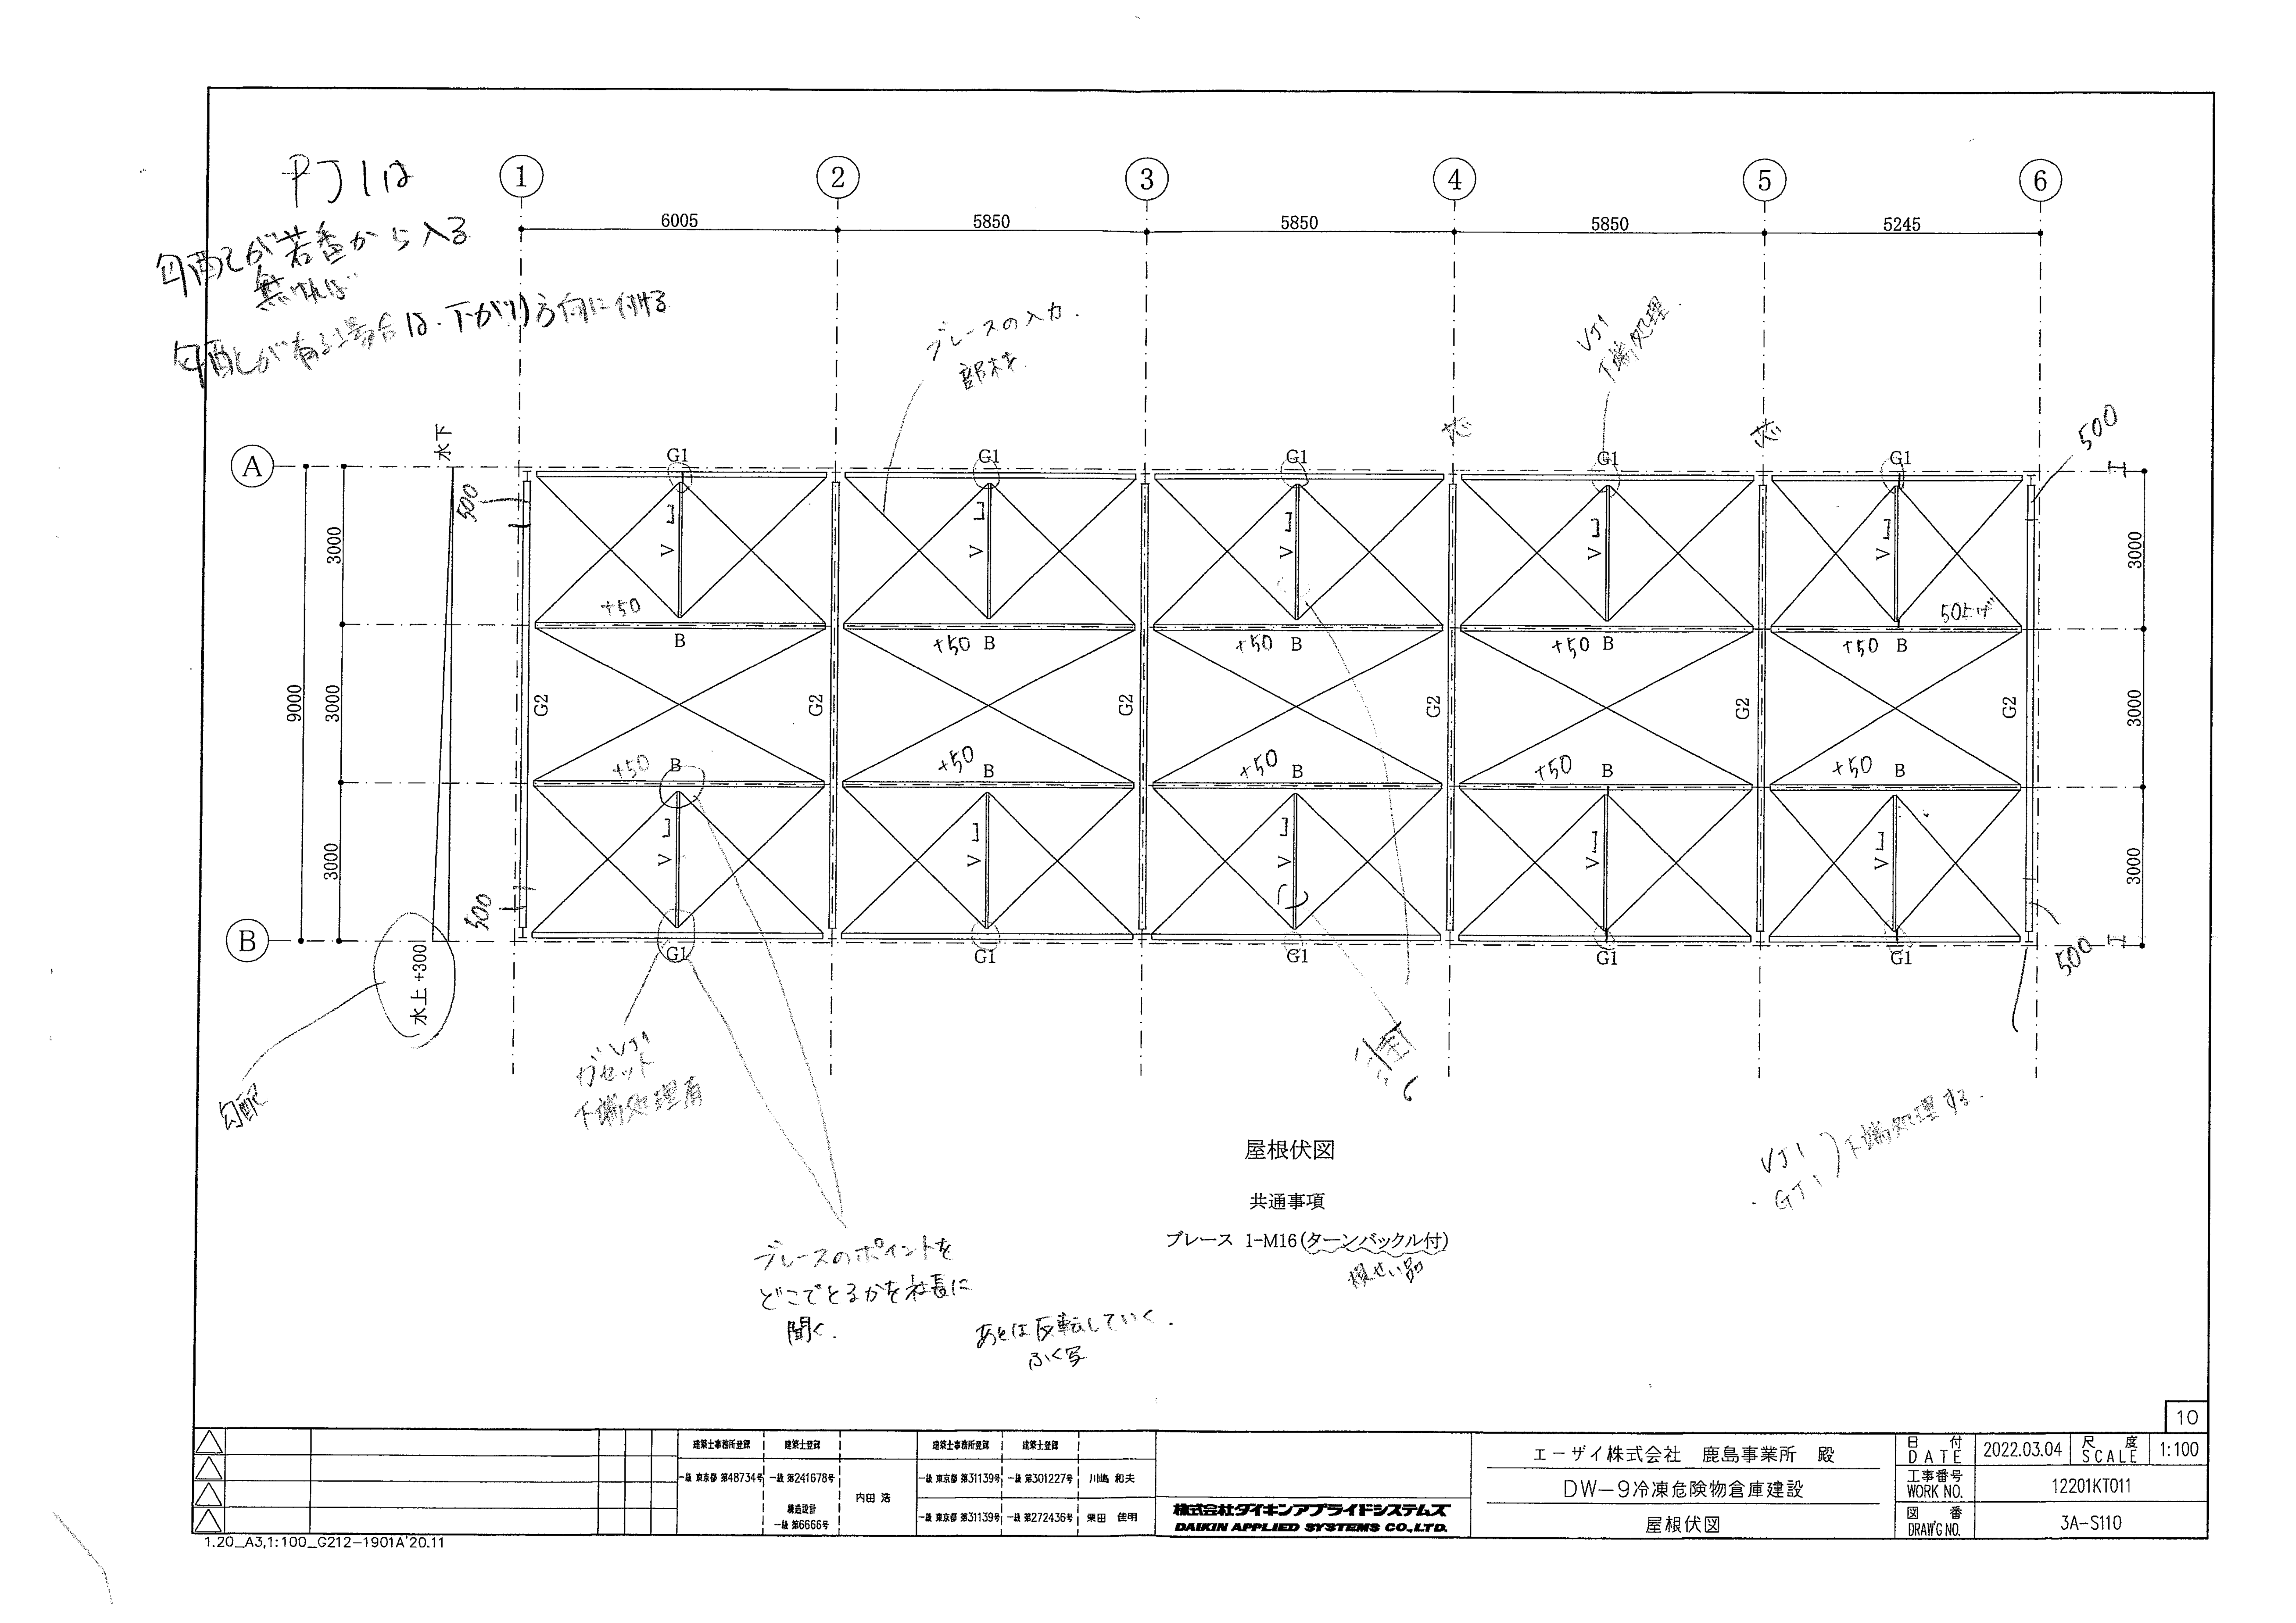 PJ1は
勾配しが若番から入る
無ければ
勾配しが有る場合は、下がり方向に付ける
1
2
3
4
5
6
6005
5850
5850
5850
5245
ブレースの入力.
部材を.
VJ1
下端処理.
芯
芯
500
水下
A
G1
G1
G1
G1
G1
500
V
V
V
V
V
3000
3000
+50
50上げ
B
+50 B
+50 B
+50 B
+50 B
9000
3000
3000
G2
G2
G2
G2
G2
G2
+50 B
+50 B
+50 B
+50 B
+50 B
V
V
V
V
V
3000
3000
500
500
B
G1
G1
G1
G1
G1
水上 +300
勾配
VJ1
ガセット
下端処理有
VJ1
GJ1
下端処理する.
屋根伏図
共通事項
ブレース 1-M16(ターンバックル付)
ブレースのポイントを
どこでとるかを社長に
聞く.
あとは反転していく.
ふく写
10
建築士事務所登録 建築士登録
一級 東京都 第48734号 一級 第241678号
構造設計
一級 第6666号
内田 浩
建築士事務所登録 建築士登録
一級 東京都 第31139号 一級 第301227号 川嶋 和夫
一級 東京都 第31139号 一級 第272436号 柴田 佳明
株式会社ダイキンアプライドシステムズ
DAIKIN APPLIED SYSTEMS CO.,LTD.
エーザイ株式会社 鹿島事業所 殿
DW-9冷凍危険物倉庫建設
屋根伏図
日付 DATE 2022.03.04 尺度 SCALE 1:100
工事番号 WORK NO. 12201KT011
図番 DRAW'G NO. 3A-S110
1.20_A3,1:100_G212-1901A'20.11